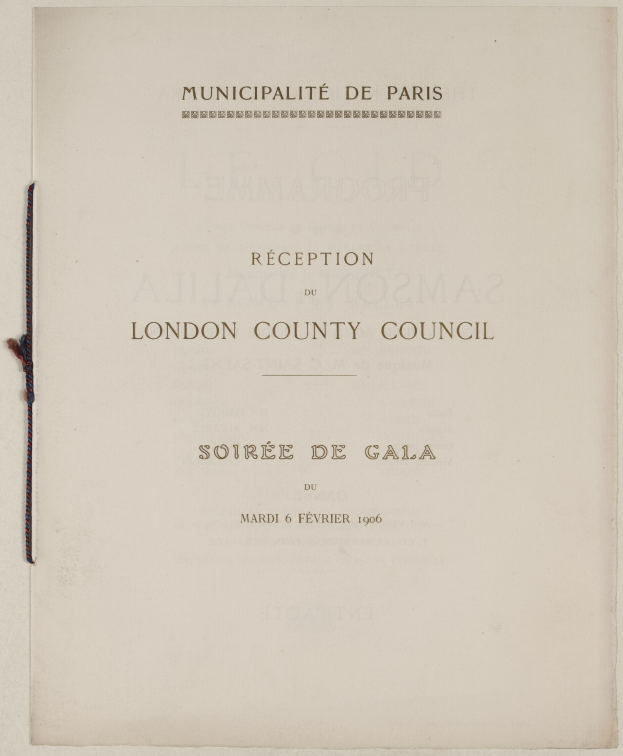 MUNICIPALITÉ DE PARIS
RÉCEPTION
DU
LONDON COUNTY COUNCIL
SOIRÉE DE GALA
DU
MARDI 6 FÉVRIER 1906